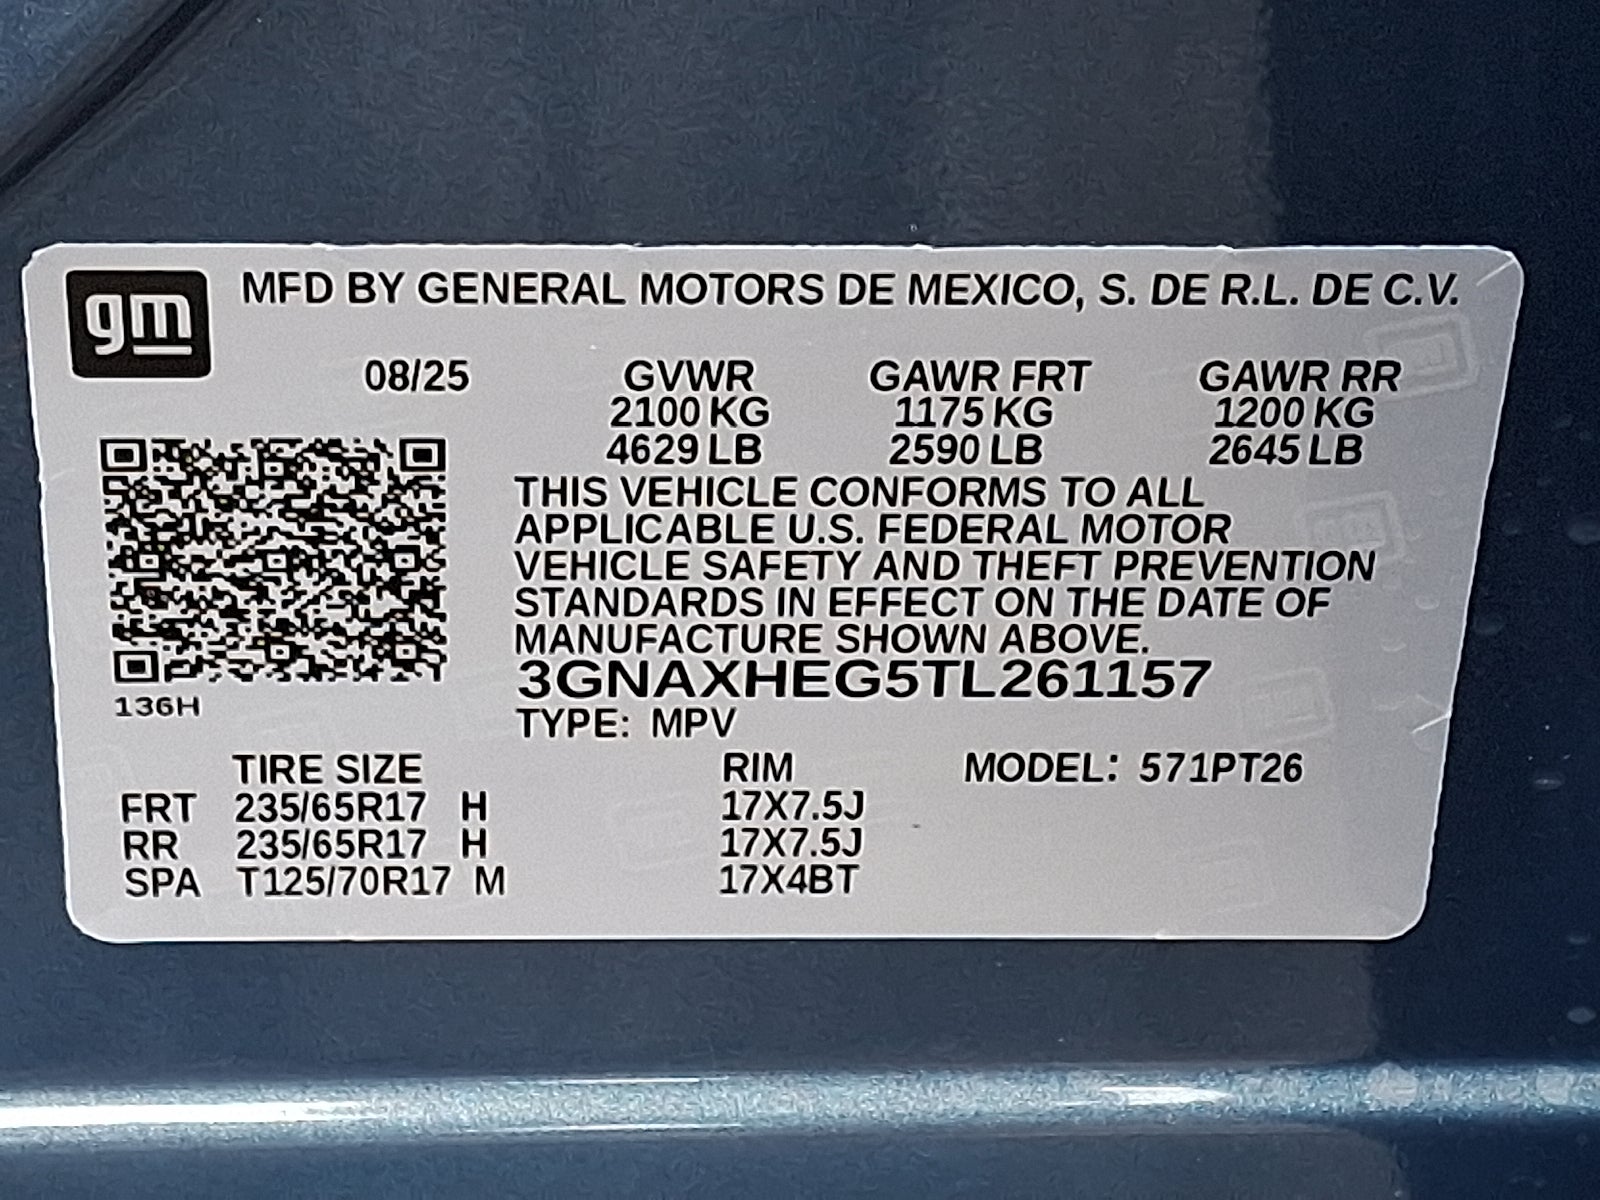 gm
MFD BY GENERAL MOTORS DE MEXICO, S. DE R.L. DE C.V.
08/25 GVWR GAWR FRT GAWR RR
2100 KG 1175 KG 1200 KG
4629 LB 2590 LB 2645 LB
THIS VEHICLE CONFORMS TO ALL
APPLICABLE U.S. FEDERAL MOTOR
VEHICLE SAFETY AND THEFT PREVENTION
STANDARDS IN EFFECT ON THE DATE OF
MANUFACTURE SHOWN ABOVE.
3GNAXHEG5TL261157
136H
TYPE: MPV
TIRE SIZE RIM MODEL: 571PT26
FRT 235/65R17 H 17X7.5J
RR 235/65R17 H 17X7.5J
SPA T125/70R17 M 17X4BT